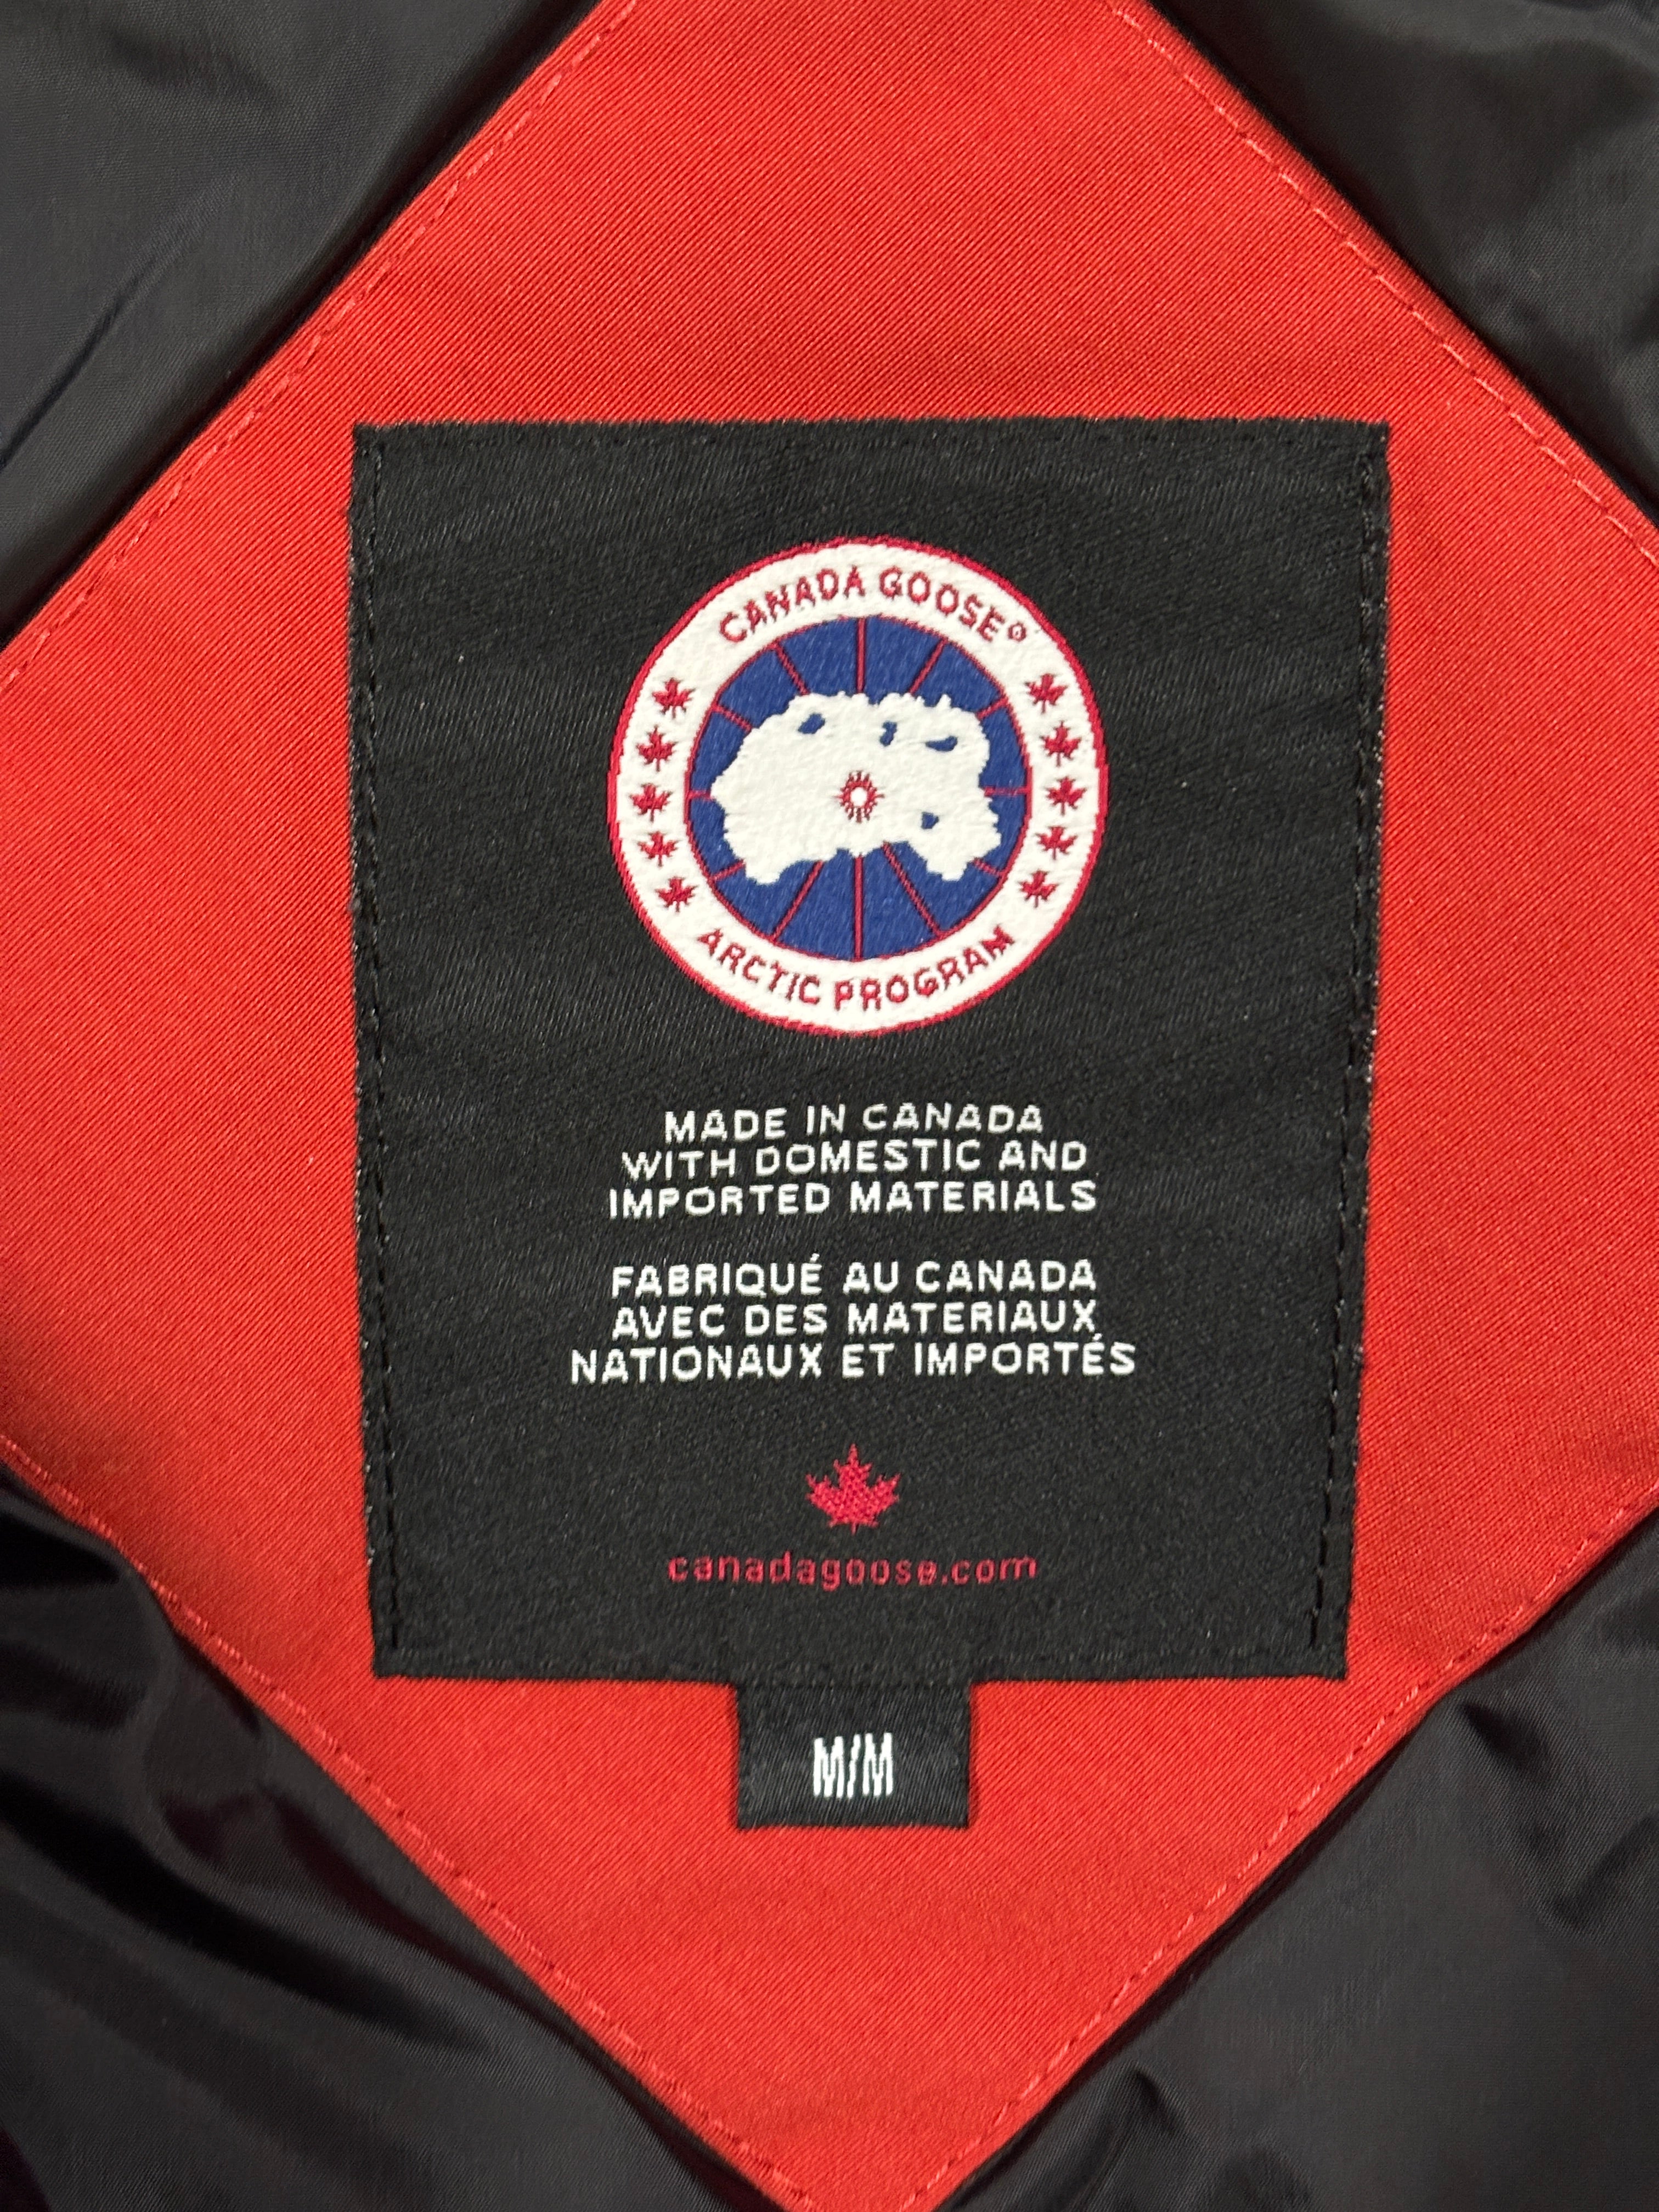 CANADA GOOSE®
ARCTIC PROGRAM
MADE IN CANADA
WITH DOMESTIC AND
IMPORTED MATERIALS
FABRIQUÉ AU CANADA
AVEC DES MATERIAUX
NATIONAUX ET IMPORTÉS
canadagoose.com
M/M